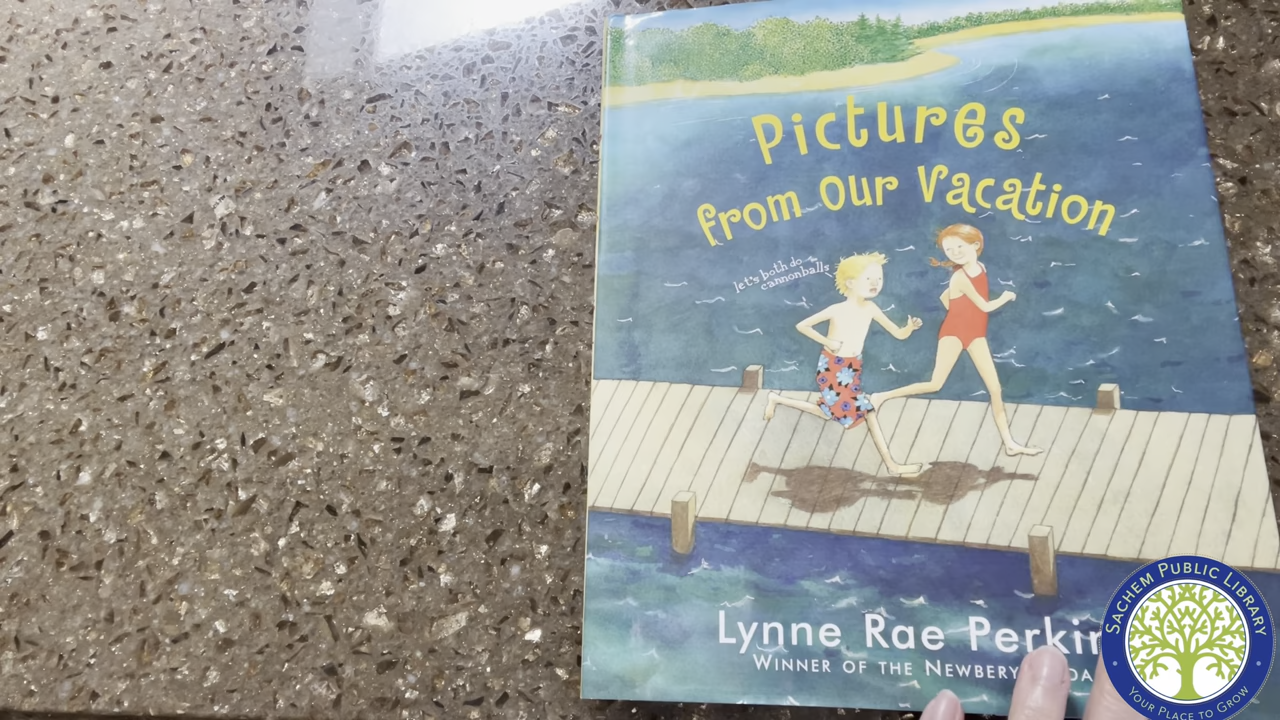 Pictures
from our Vacation
let's both do
cannonballs
Lynne Rae Perkin
WINNER OF THE NEWBERY
SACHEM PUBLIC LIBRARY
YOUR PLACE TO GROW